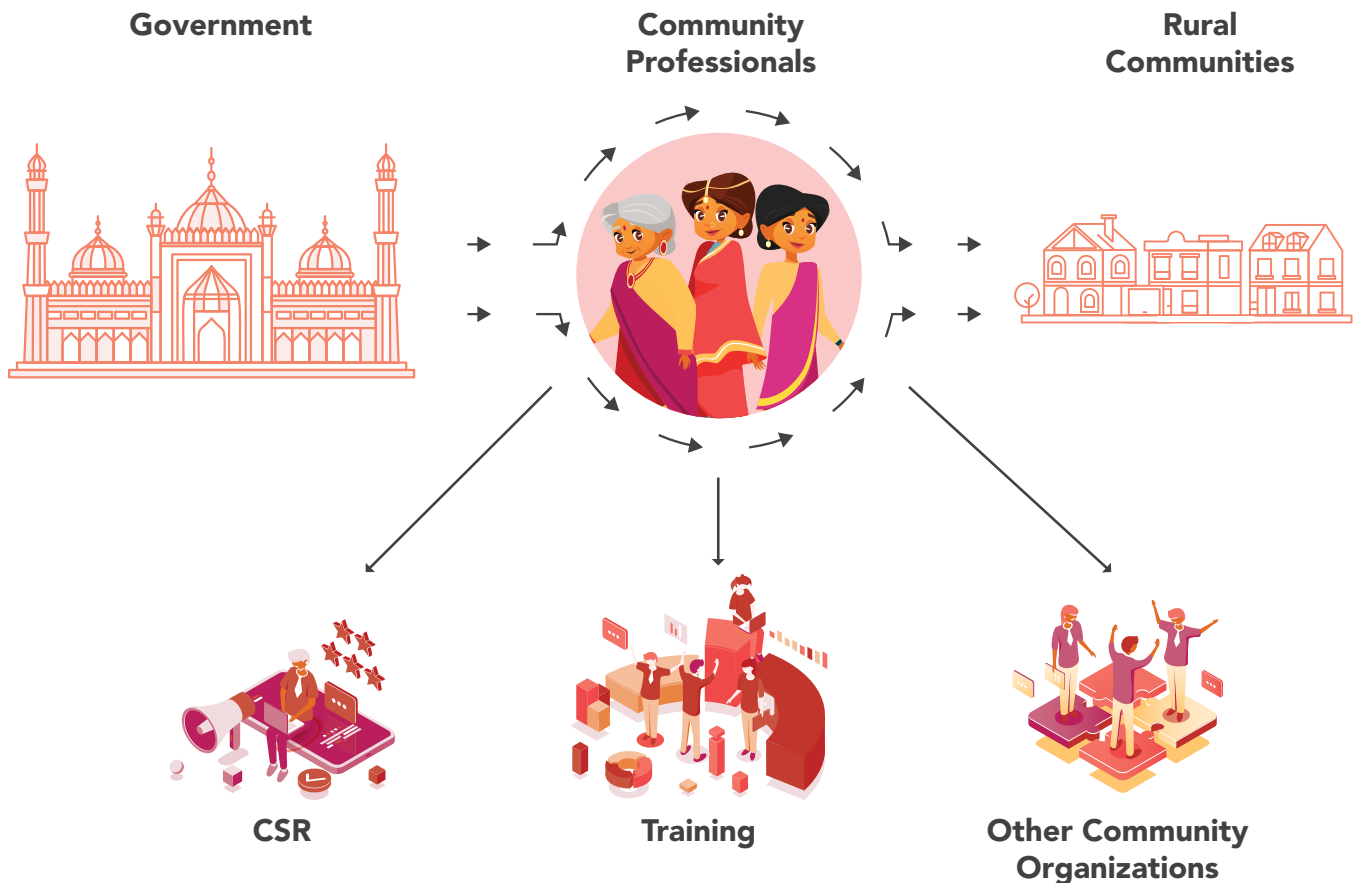 Government
Community
Professionals
Rural
Communities
CSR
Training
Other Community
Organizations